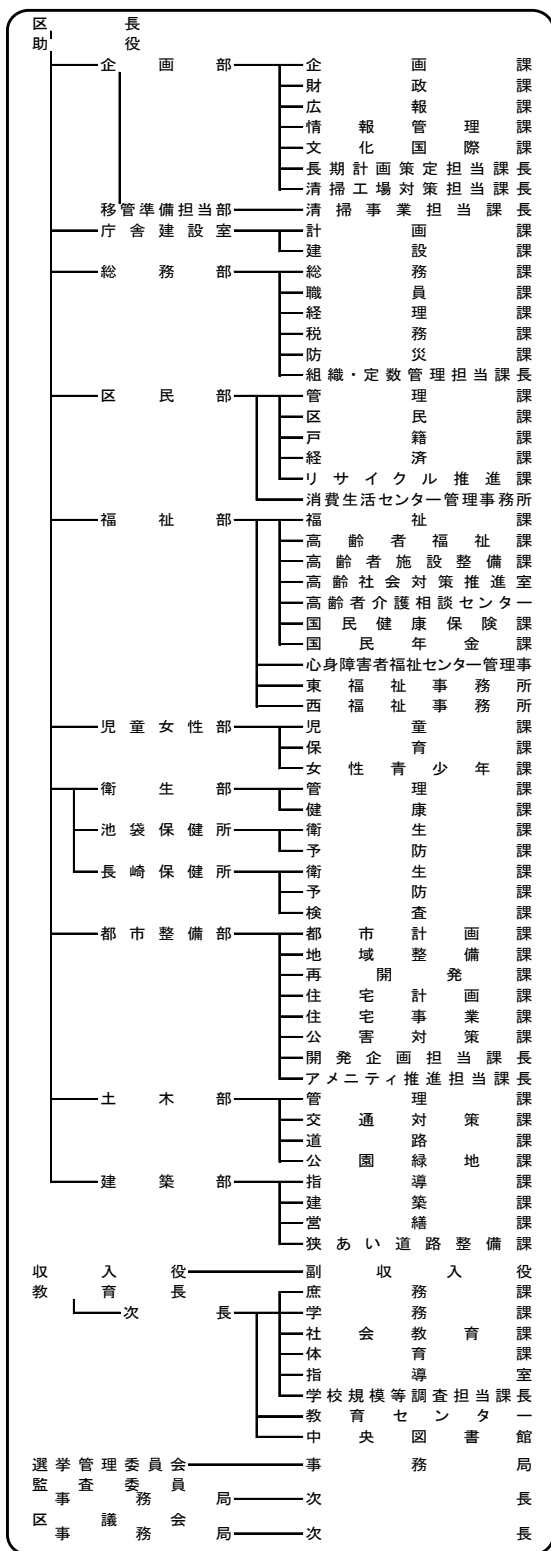 区長
助役
企画部 企画課
財政課
広報課
情報管理課
文化国際課
長期計画策定担当課長
清掃工場対策担当課長
移管準備担当部 清掃事業担当課長
庁舎建設室 計画課
建設課
総務部 総務課
職員課
経理課
税務課
防災課
組織・定数管理担当課長
区民部 管理課
区民課
戸籍課
経済課
リサイクル推進課
消費生活センター管理事務所
福祉部 福祉課
高齢者福祉課
高齢者施設整備課
高齢社会対策推進室
高齢者介護相談センター
国民健康保険課
国民年金課
心身障害者福祉センター管理事
東福祉事務所
西福祉事務所
児童女性部 児童課
保育課
女性青少年課
衛生部 管理課
健康課
池袋保健所 衛生課
予防課
長崎保健所 衛生課
予防課
検査課
都市整備部 都市計画課
地域整備課
再開発課
住宅計画課
住宅事業課
公害対策課
開発企画担当課長
アメニティ推進担当課長
土木部 管理課
交通対策課
道路課
公園緑地課
建築部 指導課
建築課
営繕課
狭あい道路整備課
収入役 副収入役
教育長 庶務課
次長 学務課
社会教育課
体育課
指導室
学校規模等調査担当課長
教育センター
中央図書館
選挙管理委員会 事務局
監査委員
事務局 次長
区議会
事務局 次長